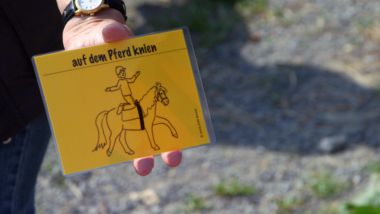 auf dem Pferd knien